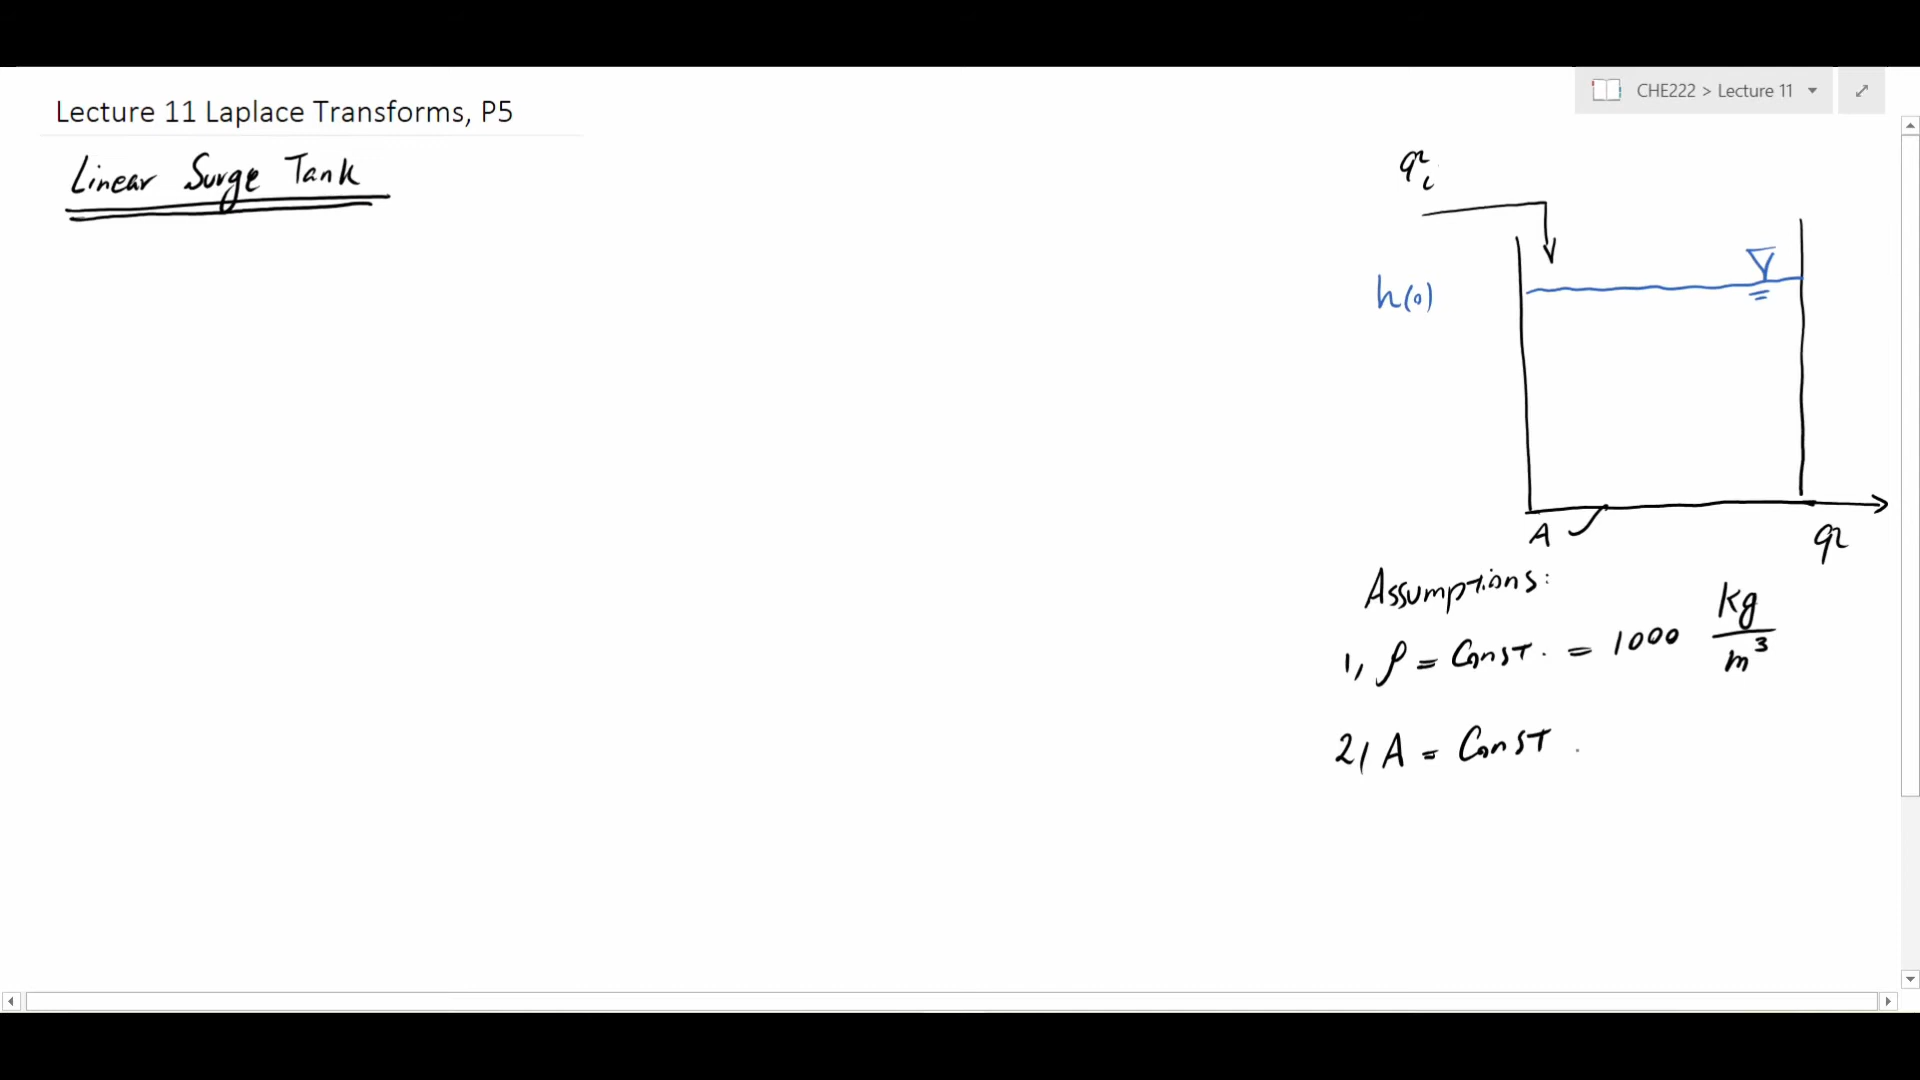 Lecture 11 Laplace Transforms, P5
CHE222 > Lecture 11
Linear Surge Tank
qi
h(0)
A
q
Assumptions:
1, ρ = Const. = 1000 kg/m³
2, A = Const.